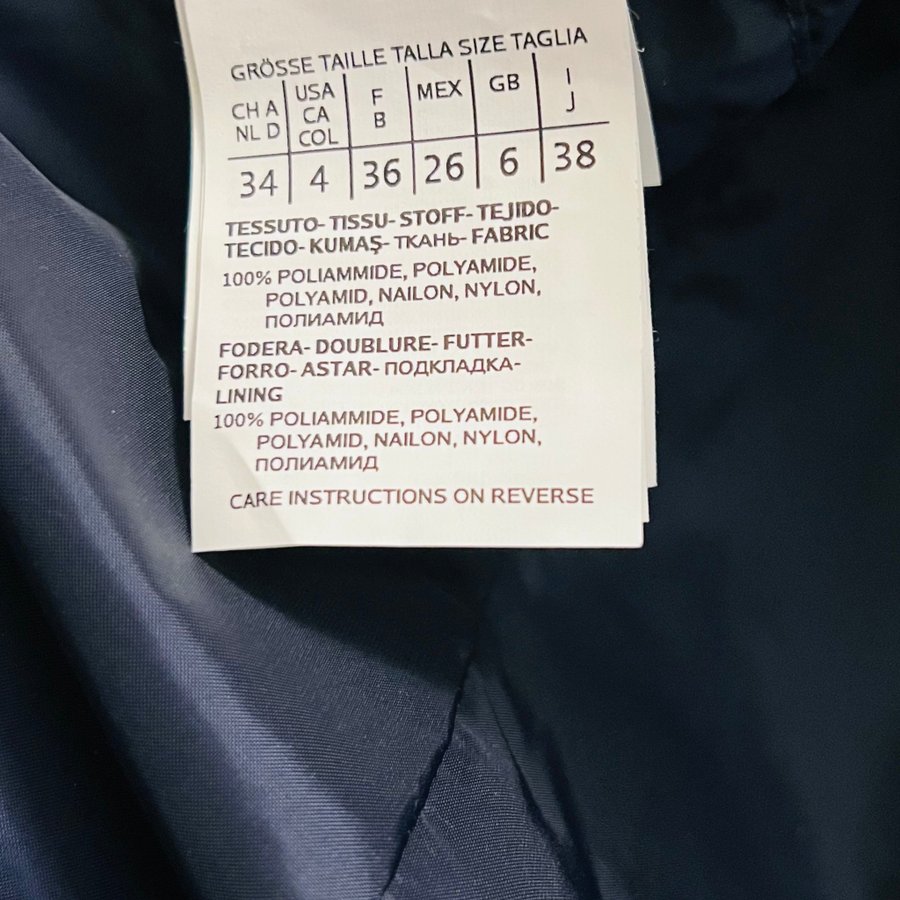 GRÖSSE TAILLE TALLA SIZE TAGLIA
CH A NL D | USA CA COL | F B | MEX | GB | I J
34 | 4 | 36 | 26 | 6 | 38
TESSUTO- TISSU- STOFF- TEJIDO-
TECIDO- KUMAŞ- ТКАНЬ- FABRIC
100% POLIAMMIDE, POLYAMIDE,
POLYAMID, NAILON, NYLON,
ПОЛИАМИД
FODERA- DOUBLURE- FUTTER-
FORRO- ASTAR- ПОДКЛАДКА-
LINING
100% POLIAMMIDE, POLYAMIDE,
POLYAMID, NAILON, NYLON,
ПОЛИАМИД
CARE INSTRUCTIONS ON REVERSE